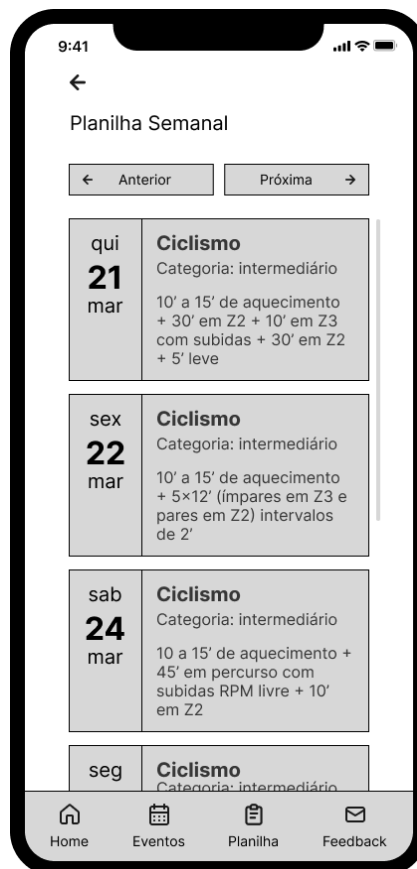 9:41
Planilha Semanal
Anterior
Próxima
qui
21
mar
Ciclismo
Categoria: intermediário
10’ a 15’ de aquecimento
+ 30’ em Z2 + 10’ em Z3
com subidas + 30’ em Z2
+ 5’ leve
sex
22
mar
Ciclismo
Categoria: intermediário
10’ a 15’ de aquecimento
+ 5×12’ (ímpares em Z3 e
pares em Z2) intervalos
de 2’
sab
24
mar
Ciclismo
Categoria: intermediário
10 a 15’ de aquecimento +
45’ em percurso com
subidas RPM livre + 10’
em Z2
seg
Ciclismo
Categoria: intermediário
Home
Eventos
Planilha
Feedback